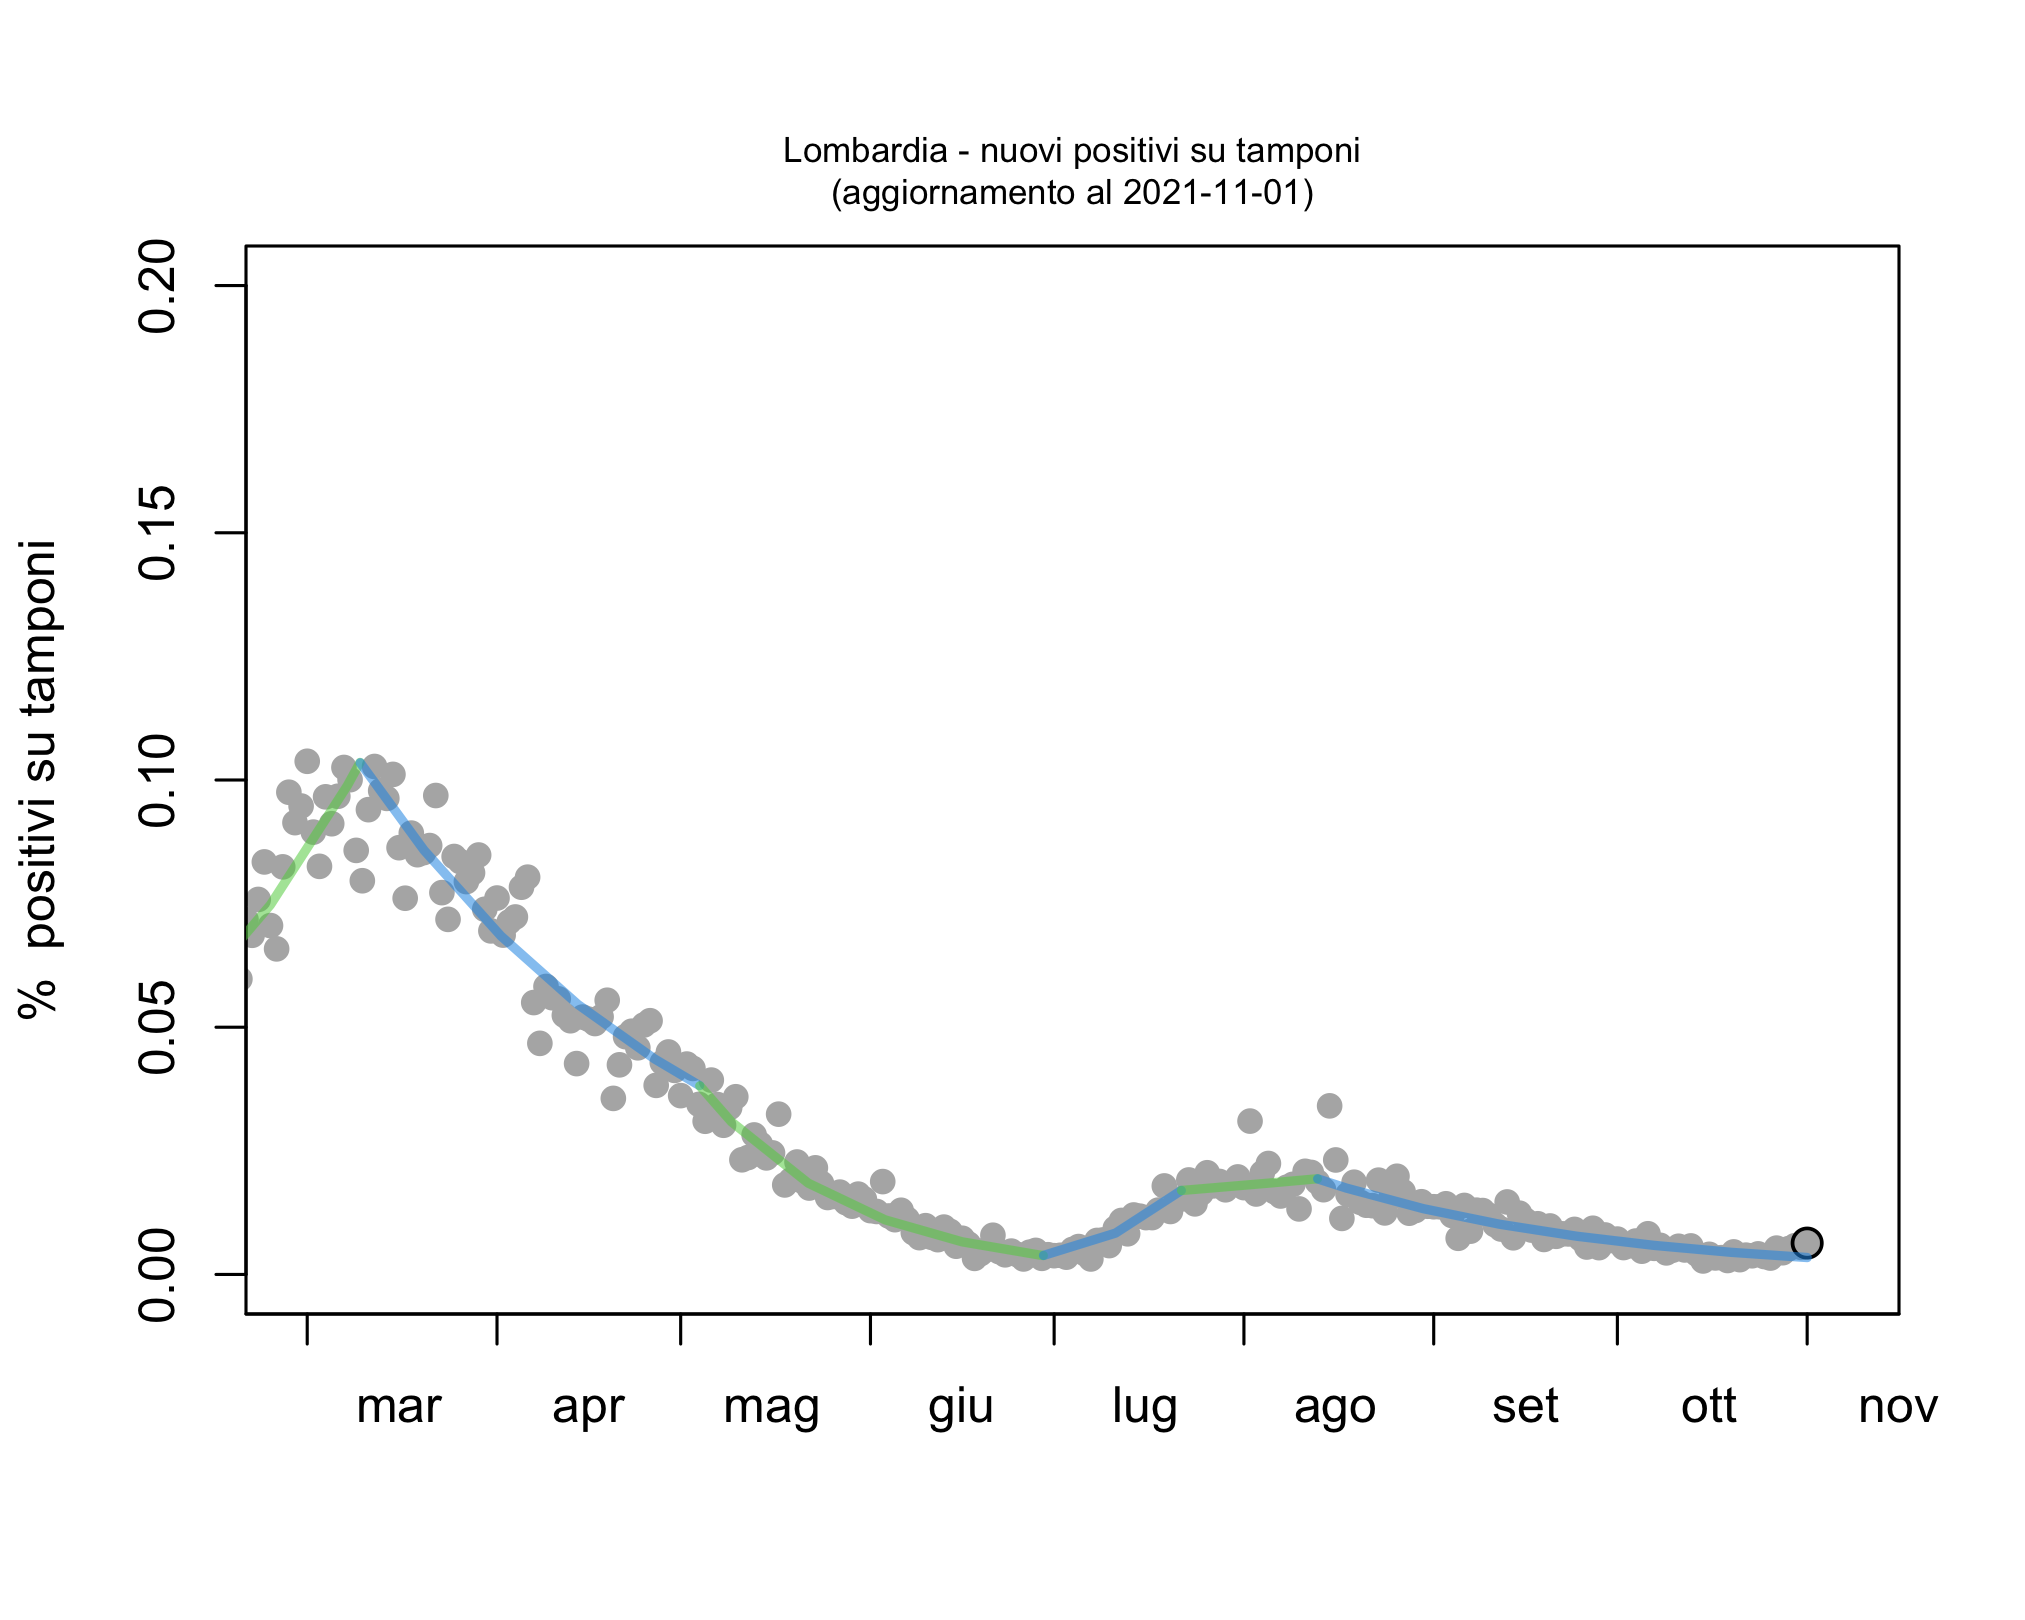 Lombardia - nuovi positivi su tamponi
(aggiornamento al 2021-11-01)
% positivi su tamponi
0.20
0.15
0.10
0.05
0.00
mar apr mag giu lug ago set ott nov